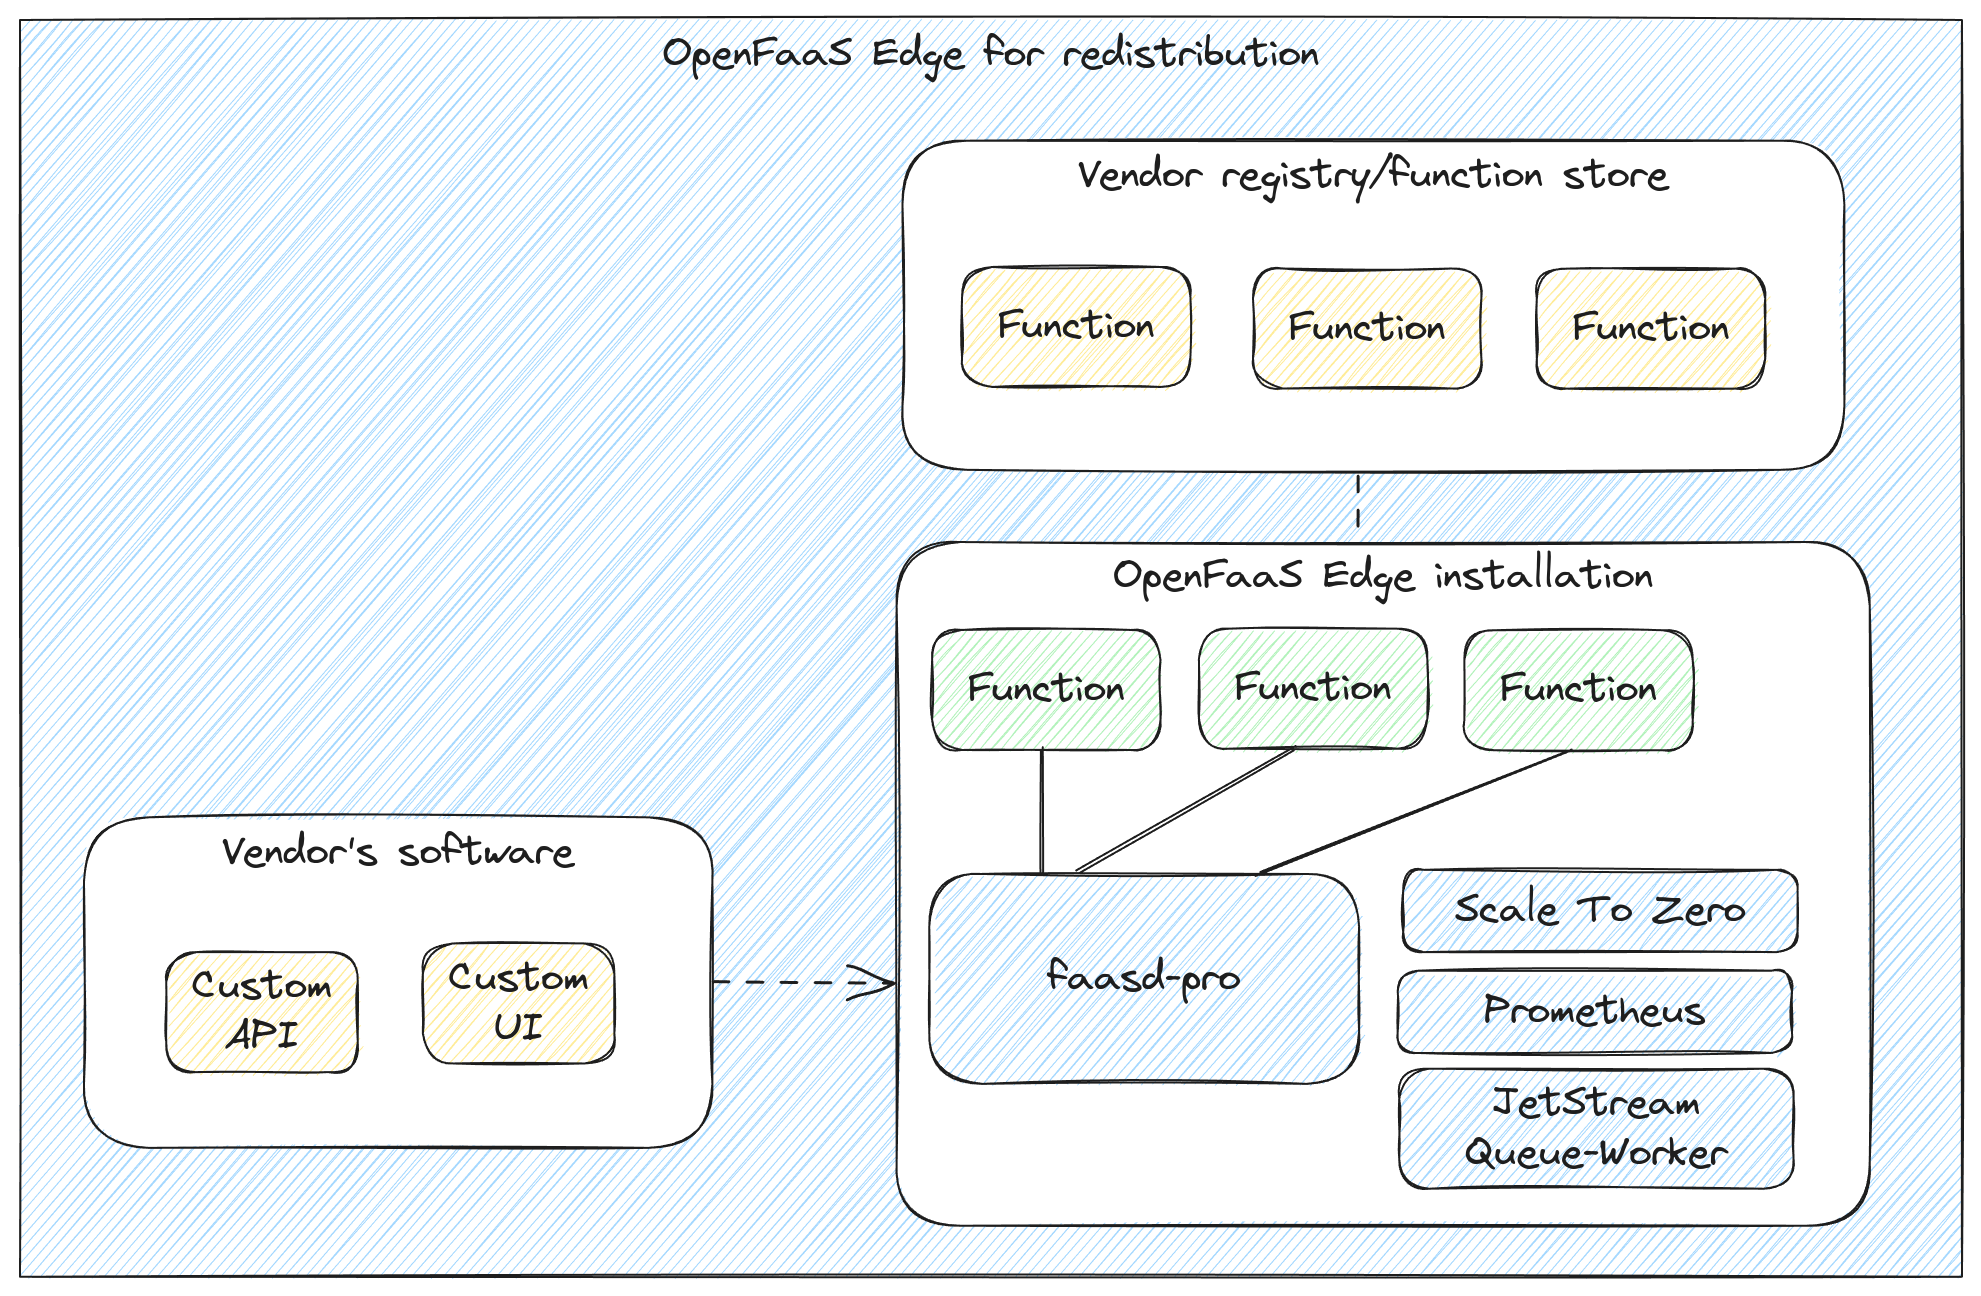 OpenFaaS Edge for redistribution
Vendor registry/function store
Function
Function
Function
OpenFaaS Edge installation
Function
Function
Function
Vendor's software
Custom
API
Custom
UI
faasd-pro
Scale To Zero
Prometheus
JetStream
Queue-Worker